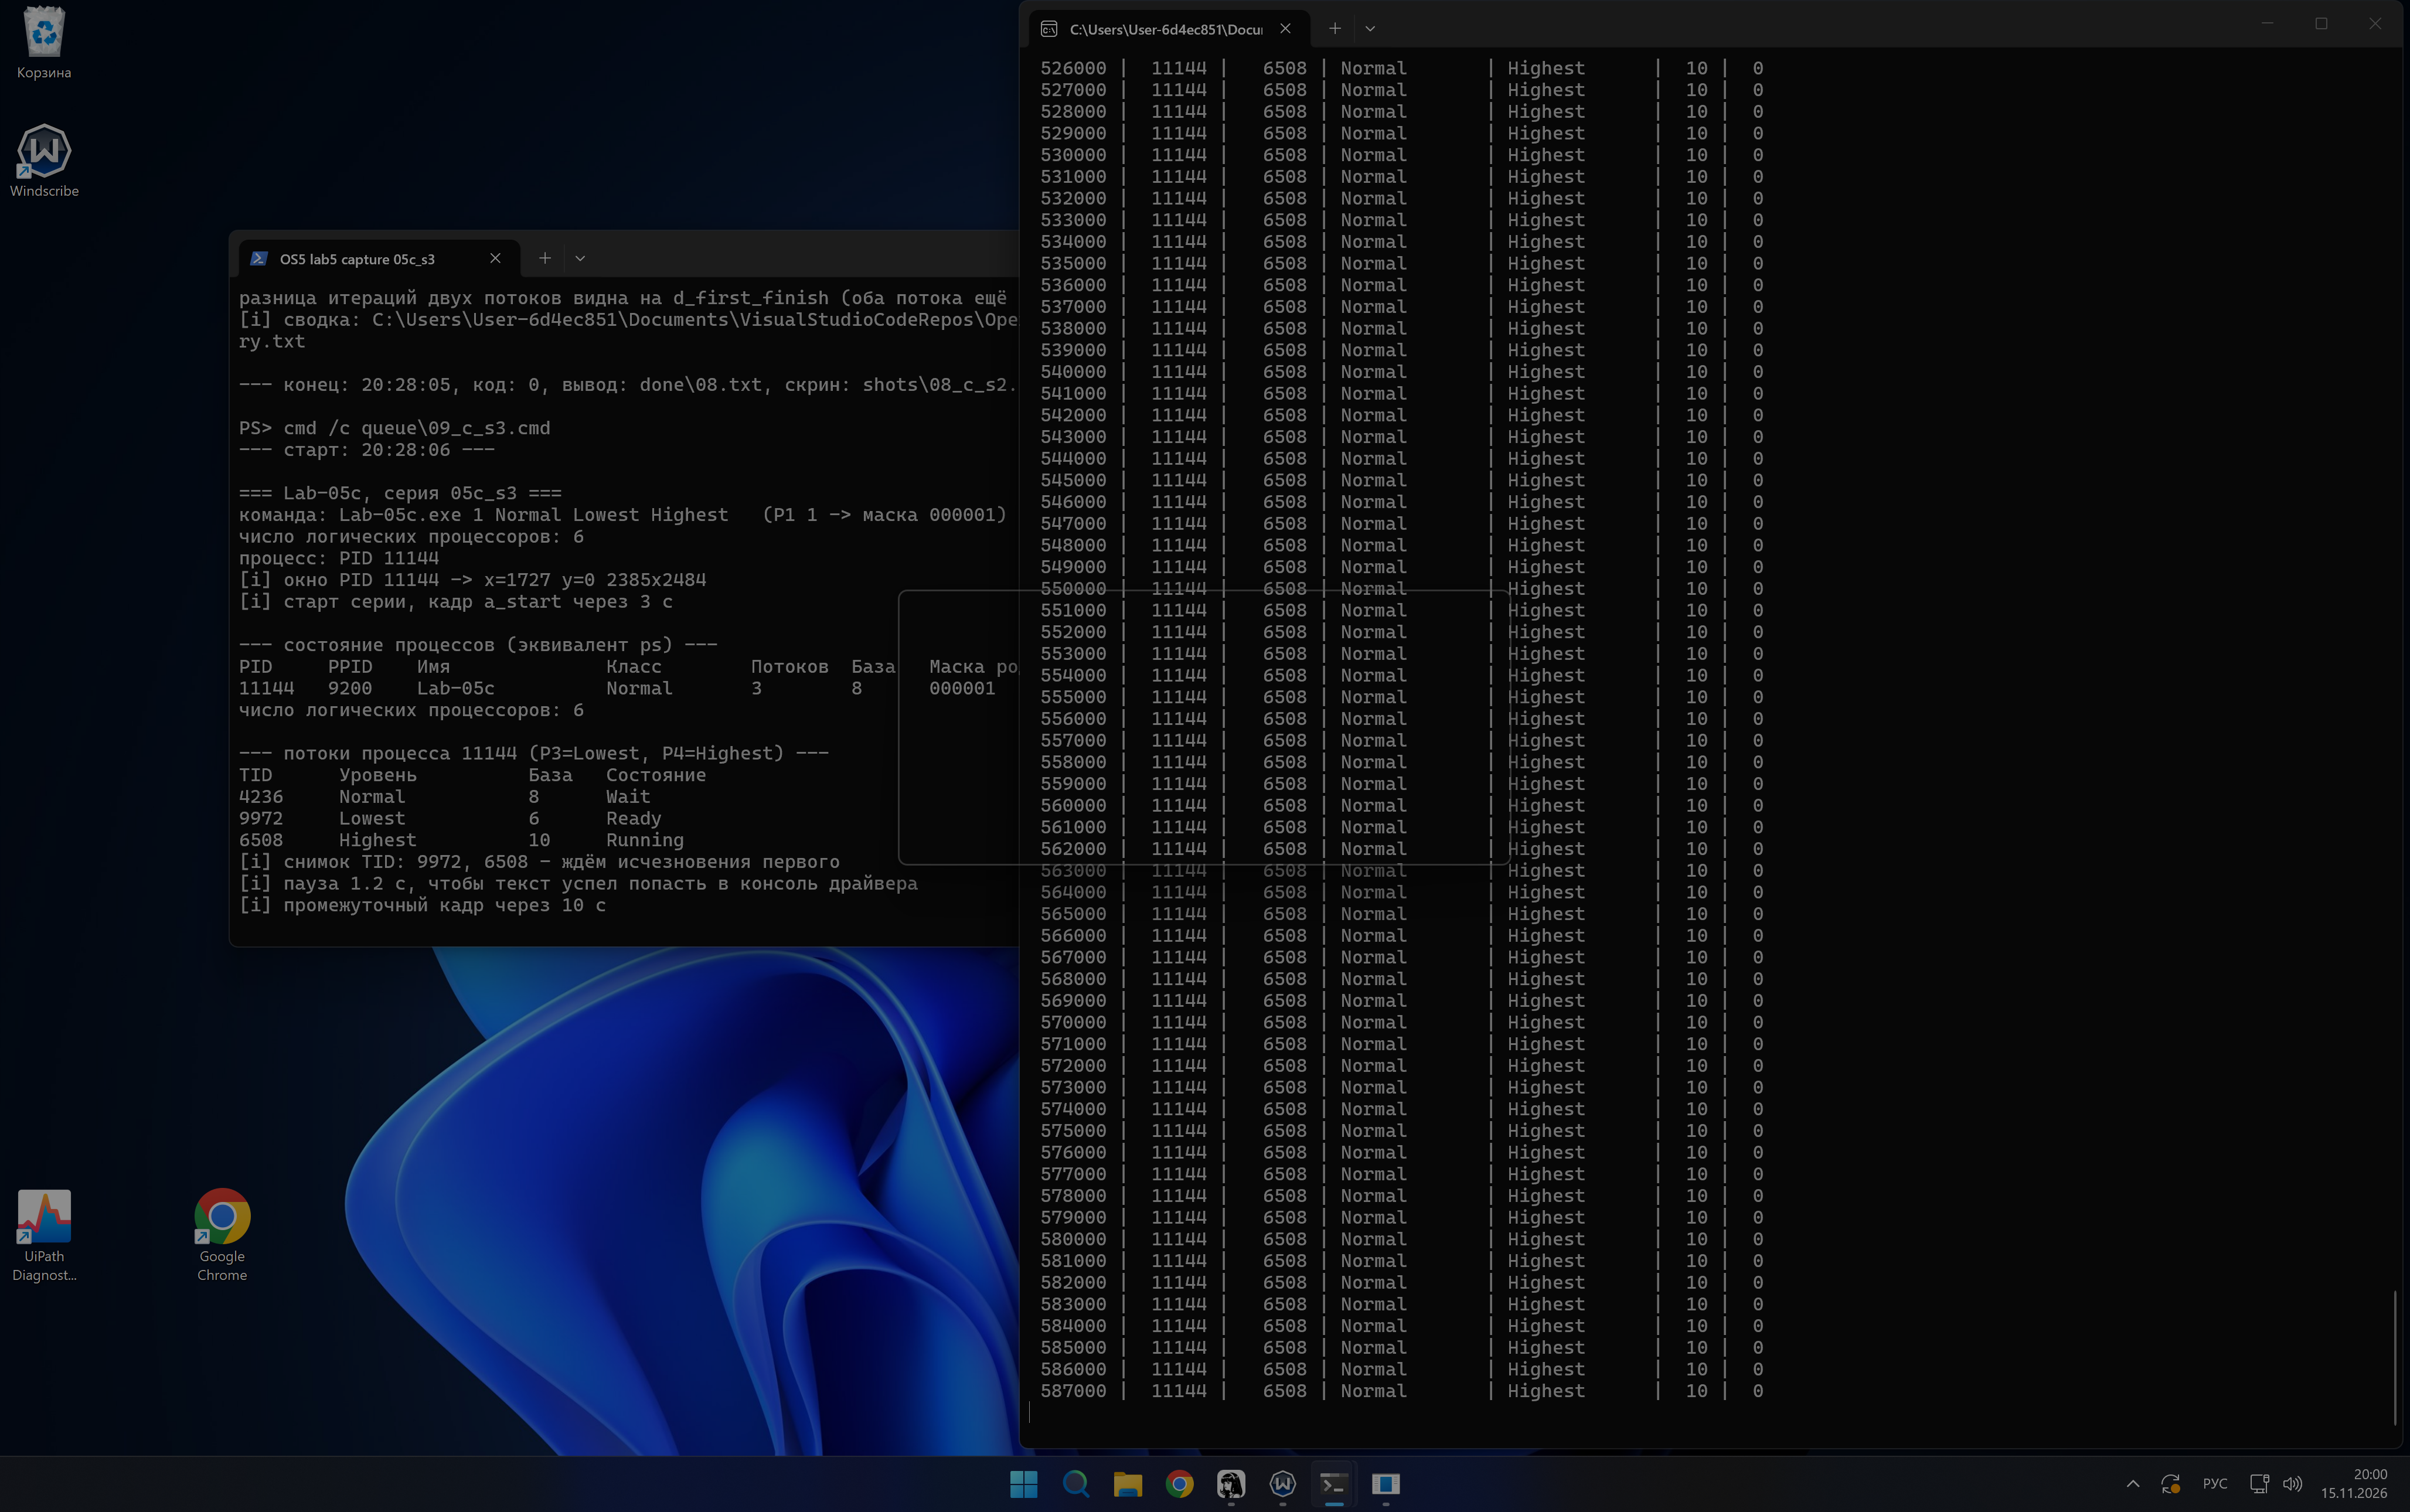 Корзина
Windscribe
UiPath
Diagnost...
Google
Chrome
OS5 lab5 capture 05c_s3
разница итераций двух потоков видна на d_first_finish (оба потока ещё
[i] сводка: C:\Users\User-6d4ec851\Documents\VisualStudioCodeRepos\Ope
ry.txt
--- конец: 20:28:05, код: 0, вывод: done\08.txt, скрин: shots\08_c_s2.
PS> cmd /c queue\09_c_s3.cmd
--- старт: 20:28:06 ---
=== Lab-05c, серия 05c_s3 ===
команда: Lab-05c.exe 1 Normal Lowest Highest   (P1 1 -> маска 000001)
число логических процессоров: 6
процесс: PID 11144
[i] окно PID 11144 -> x=1727 y=0 2385x2484
[i] старт серии, кадр a_start через 3 с
--- состояние процессов (эквивалент ps) ---
PID     PPID    Имя              Класс        Потоков  База   Маска ро
11144   9200    Lab-05c          Normal       3        8      000001
число логических процессоров: 6
--- потоки процесса 11144 (P3=Lowest, P4=Highest) ---
TID      Уровень          База   Состояние
4236     Normal           8      Wait
9972     Lowest           6      Ready
6508     Highest          10     Running
[i] снимок TID: 9972, 6508 - ждём исчезновения первого
[i] пауза 1.2 с, чтобы текст успел попасть в консоль драйвера
[i] промежуточный кадр через 10 с
C:\Users\User-6d4ec851\Docu
526000 |  11144 |   6508 | Normal       | Highest      |  10 |  0
527000 |  11144 |   6508 | Normal       | Highest      |  10 |  0
528000 |  11144 |   6508 | Normal       | Highest      |  10 |  0
529000 |  11144 |   6508 | Normal       | Highest      |  10 |  0
530000 |  11144 |   6508 | Normal       | Highest      |  10 |  0
531000 |  11144 |   6508 | Normal       | Highest      |  10 |  0
532000 |  11144 |   6508 | Normal       | Highest      |  10 |  0
533000 |  11144 |   6508 | Normal       | Highest      |  10 |  0
534000 |  11144 |   6508 | Normal       | Highest      |  10 |  0
535000 |  11144 |   6508 | Normal       | Highest      |  10 |  0
536000 |  11144 |   6508 | Normal       | Highest      |  10 |  0
537000 |  11144 |   6508 | Normal       | Highest      |  10 |  0
538000 |  11144 |   6508 | Normal       | Highest      |  10 |  0
539000 |  11144 |   6508 | Normal       | Highest      |  10 |  0
540000 |  11144 |   6508 | Normal       | Highest      |  10 |  0
541000 |  11144 |   6508 | Normal       | Highest      |  10 |  0
542000 |  11144 |   6508 | Normal       | Highest      |  10 |  0
543000 |  11144 |   6508 | Normal       | Highest      |  10 |  0
544000 |  11144 |   6508 | Normal       | Highest      |  10 |  0
545000 |  11144 |   6508 | Normal       | Highest      |  10 |  0
546000 |  11144 |   6508 | Normal       | Highest      |  10 |  0
547000 |  11144 |   6508 | Normal       | Highest      |  10 |  0
548000 |  11144 |   6508 | Normal       | Highest      |  10 |  0
549000 |  11144 |   6508 | Normal       | Highest      |  10 |  0
550000 |  11144 |   6508 | Normal       | Highest      |  10 |  0
551000 |  11144 |   6508 | Normal       | Highest      |  10 |  0
552000 |  11144 |   6508 | Normal       | Highest      |  10 |  0
553000 |  11144 |   6508 | Normal       | Highest      |  10 |  0
554000 |  11144 |   6508 | Normal       | Highest      |  10 |  0
555000 |  11144 |   6508 | Normal       | Highest      |  10 |  0
556000 |  11144 |   6508 | Normal       | Highest      |  10 |  0
557000 |  11144 |   6508 | Normal       | Highest      |  10 |  0
558000 |  11144 |   6508 | Normal       | Highest      |  10 |  0
559000 |  11144 |   6508 | Normal       | Highest      |  10 |  0
560000 |  11144 |   6508 | Normal       | Highest      |  10 |  0
561000 |  11144 |   6508 | Normal       | Highest      |  10 |  0
562000 |  11144 |   6508 | Normal       | Highest      |  10 |  0
563000 |  11144 |   6508 | Normal       | Highest      |  10 |  0
564000 |  11144 |   6508 | Normal       | Highest      |  10 |  0
565000 |  11144 |   6508 | Normal       | Highest      |  10 |  0
566000 |  11144 |   6508 | Normal       | Highest      |  10 |  0
567000 |  11144 |   6508 | Normal       | Highest      |  10 |  0
568000 |  11144 |   6508 | Normal       | Highest      |  10 |  0
569000 |  11144 |   6508 | Normal       | Highest      |  10 |  0
570000 |  11144 |   6508 | Normal       | Highest      |  10 |  0
571000 |  11144 |   6508 | Normal       | Highest      |  10 |  0
572000 |  11144 |   6508 | Normal       | Highest      |  10 |  0
573000 |  11144 |   6508 | Normal       | Highest      |  10 |  0
574000 |  11144 |   6508 | Normal       | Highest      |  10 |  0
575000 |  11144 |   6508 | Normal       | Highest      |  10 |  0
576000 |  11144 |   6508 | Normal       | Highest      |  10 |  0
577000 |  11144 |   6508 | Normal       | Highest      |  10 |  0
578000 |  11144 |   6508 | Normal       | Highest      |  10 |  0
579000 |  11144 |   6508 | Normal       | Highest      |  10 |  0
580000 |  11144 |   6508 | Normal       | Highest      |  10 |  0
581000 |  11144 |   6508 | Normal       | Highest      |  10 |  0
582000 |  11144 |   6508 | Normal       | Highest      |  10 |  0
583000 |  11144 |   6508 | Normal       | Highest      |  10 |  0
584000 |  11144 |   6508 | Normal       | Highest      |  10 |  0
585000 |  11144 |   6508 | Normal       | Highest      |  10 |  0
586000 |  11144 |   6508 | Normal       | Highest      |  10 |  0
587000 |  11144 |   6508 | Normal       | Highest      |  10 |  0
РУС
20:00
15.11.2026